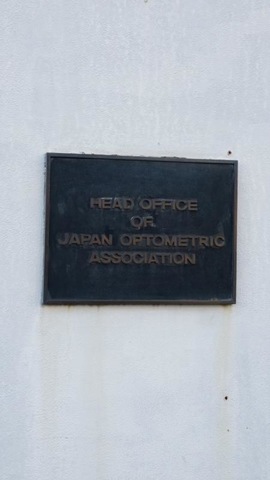 HEAD OFFICE
OF
JAPAN OPTOMETRIC
ASSOCIATION